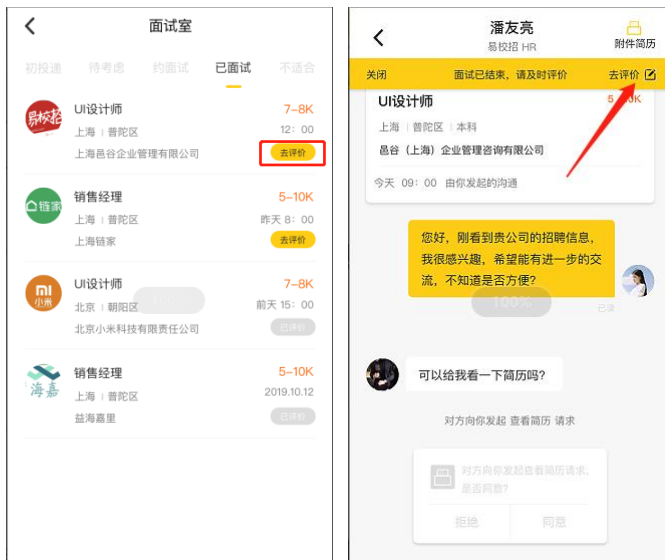 面试室
初投递 待考虑 约面试 已面试 不适合
易校招
UI设计师 7-8K
上海 普陀区 12: 00
上海邑谷企业管理有限公司 去评价
链家
销售经理 5-10K
上海 普陀区 昨天 8: 00
上海链家 去评价
小米
UI设计师 7-8K
北京 朝阳区 前天 15: 00
北京小米科技有限责任公司 已评价
海嘉
销售经理 5-10K
上海 普陀区 2019.10.12
益海嘉里 已评价
潘友亮
易校招 HR
附件简历
关闭 面试已结束，请及时评价 去评价
UI设计师
上海 普陀区 本科
邑谷（上海）企业管理咨询有限公司
今天 09: 00 由你发起的沟通
您好，刚看到贵公司的招聘信息，
我很感兴趣，希望能有进一步的交
流，不知道是否方便？
100%
已读
可以给我看一下简历吗？
对方向你发起 查看简历 请求
对方向你发起查看简历请求，
是否同意？
拒绝 同意